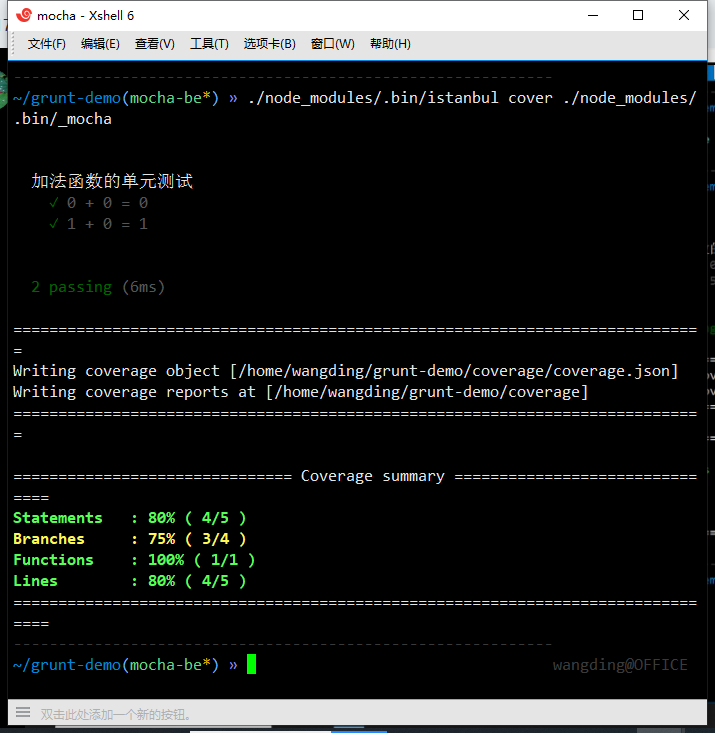 mocha - Xshell 6
文件(F) 编辑(E) 查看(V) 工具(T) 选项卡(B) 窗口(W) 帮助(H)
------------------------------------------------------------
~/grunt-demo(mocha-be*) » ./node_modules/.bin/istanbul cover ./node_modules/
.bin/_mocha
加法函数的单元测试
✓ 0 + 0 = 0
✓ 1 + 0 = 1
2 passing (6ms)
============================================================================
=
Writing coverage object [/home/wangding/grunt-demo/coverage/coverage.json]
Writing coverage reports at [/home/wangding/grunt-demo/coverage]
============================================================================
=
=============================== Coverage summary ===========================
====
Statements : 80% ( 4/5 )
Branches : 75% ( 3/4 )
Functions : 100% ( 1/1 )
Lines : 80% ( 4/5 )
============================================================================
====
------------------------------------------------------------
~/grunt-demo(mocha-be*) » wangding@OFFICE
双击此处添加一个新的按钮。